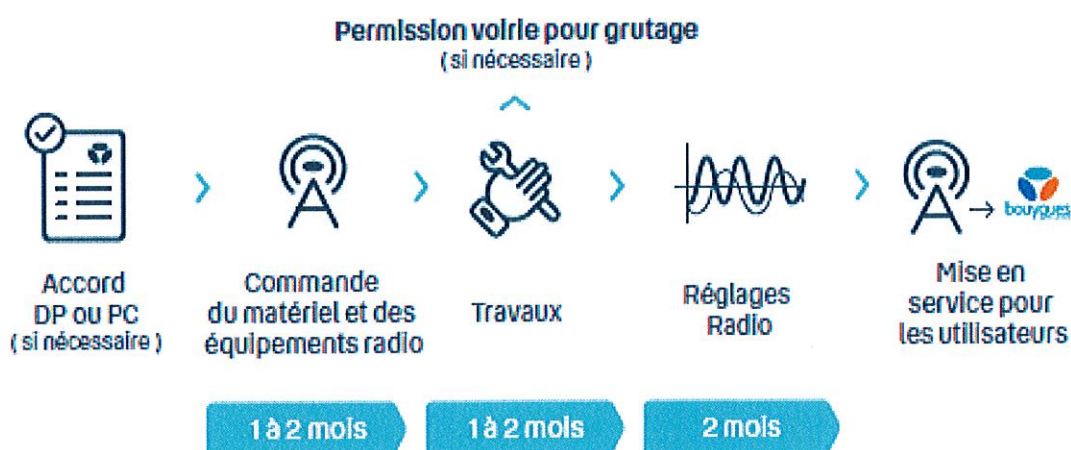 Permission voirie pour grutage
( si nécessaire )
Accord
DP ou PC
( si nécessaire )
Commande
du matériel et des
équipements radio
Travaux
Réglages
Radio
bouygues
Mise en
service pour
les utilisateurs
1 à 2 mois
1 à 2 mois
2 mois